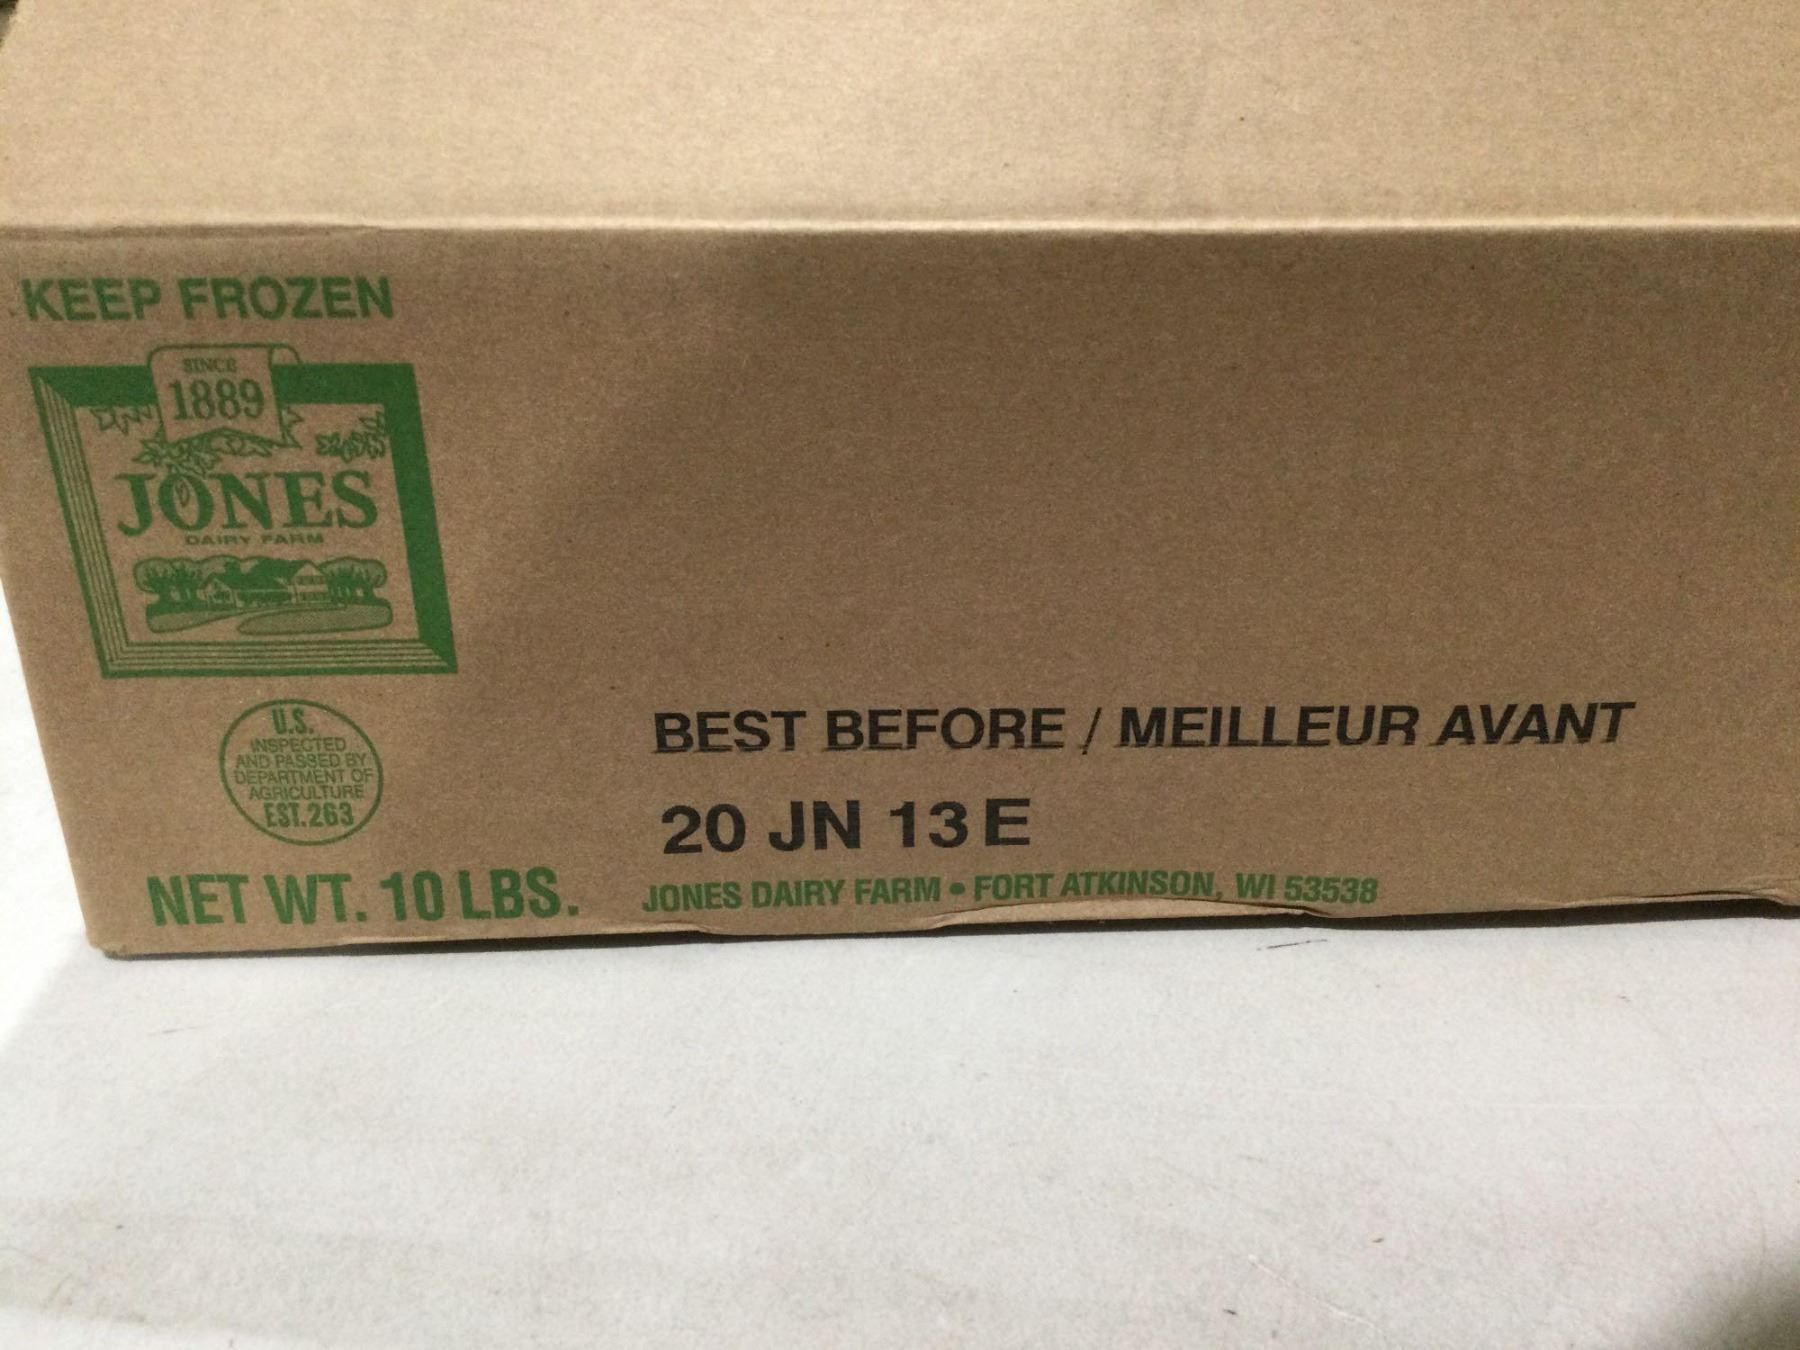 KEEP FROZEN
SINCE
1889
JONES
DAIRY FARM
U.S.
INSPECTED
AND PASSED BY
DEPARTMENT OF
AGRICULTURE
EST.263
NET WT. 10 LBS.
BEST BEFORE / MEILLEUR AVANT
20 JN 13 E
JONES DAIRY FARM • FORT ATKINSON, WI 53538